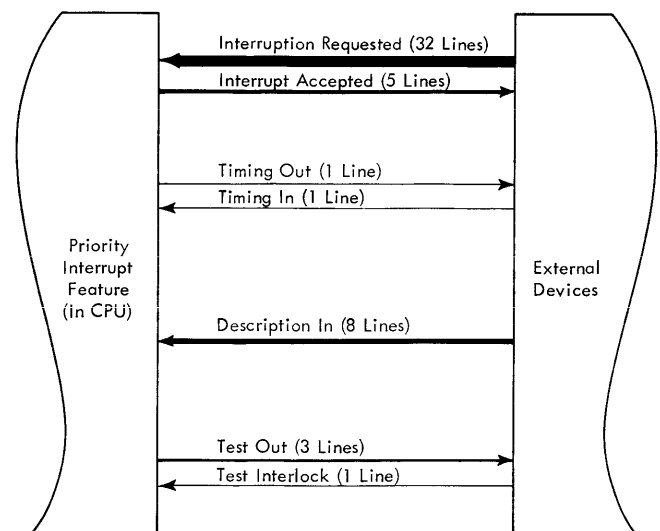 Interruption Requested (32 Lines)
Interrupt Accepted (5 Lines)
Timing Out (1 Line)
Timing In (1 Line)
Priority
Interrupt
Feature
(in CPU)
External
Devices
Description In (8 Lines)
Test Out (3 Lines)
Test Interlock (1 Line)